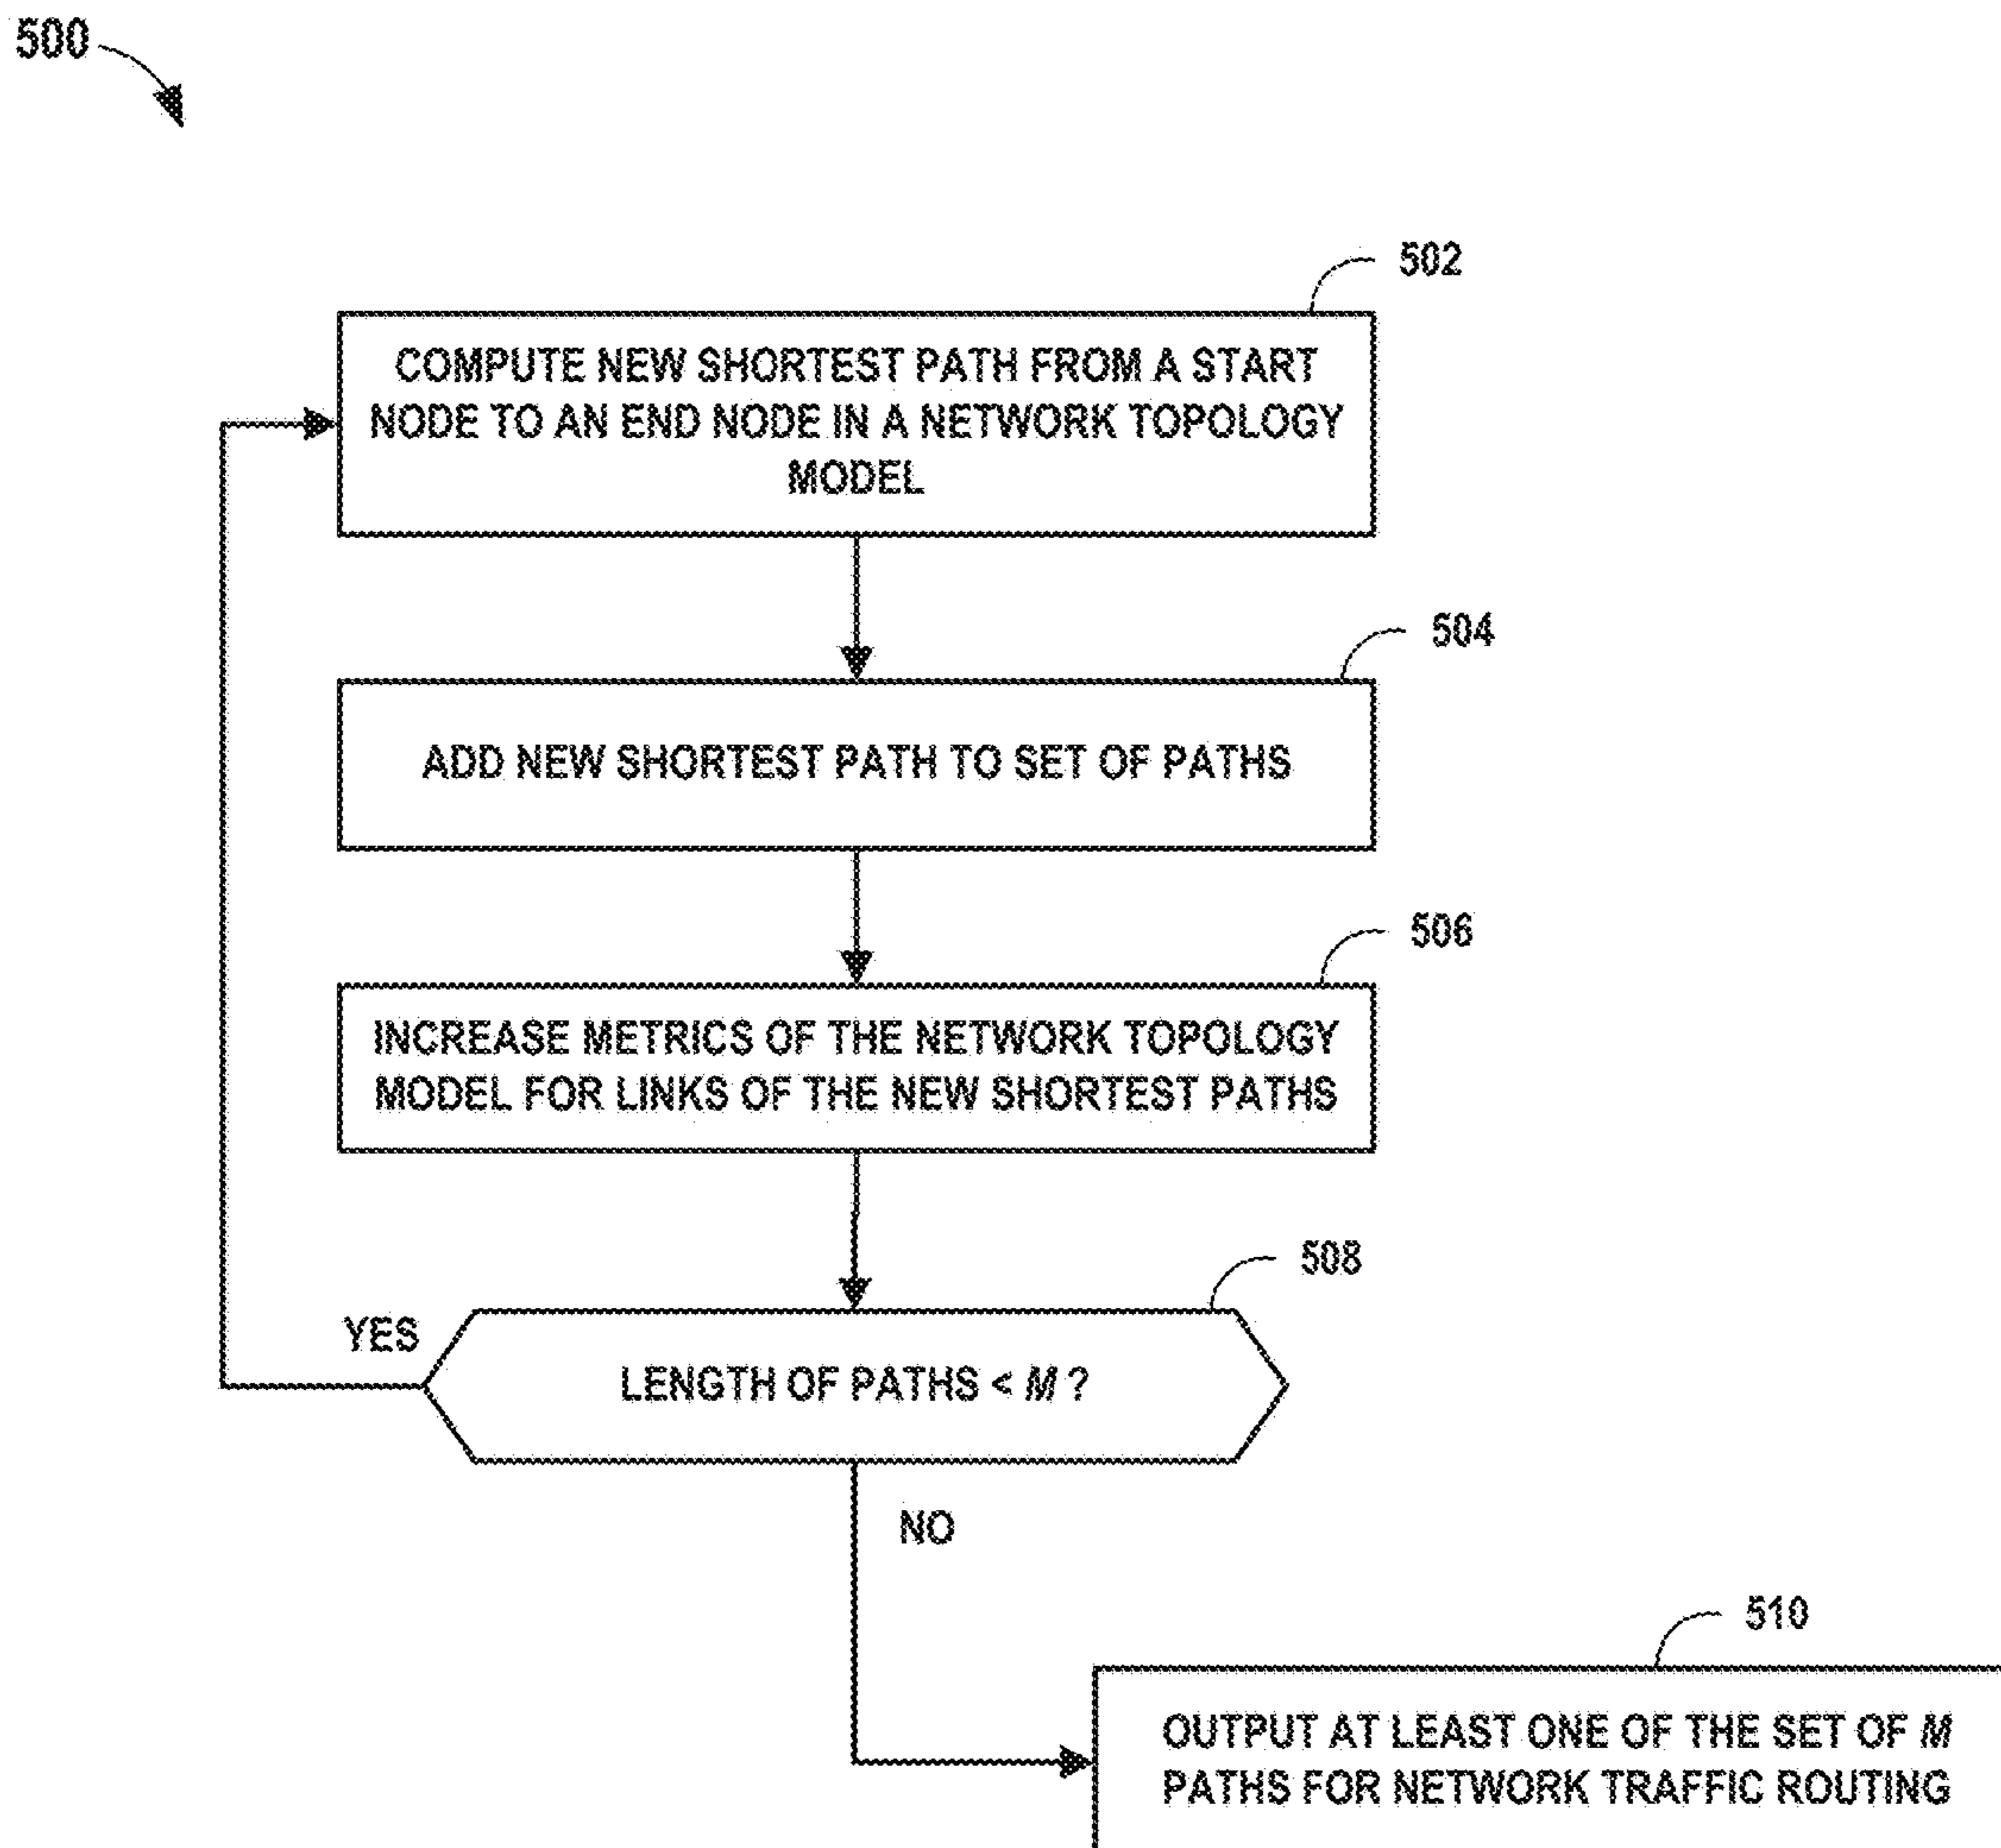 500
502
COMPUTE NEW SHORTEST PATH FROM A START
NODE TO AN END NODE IN A NETWORK TOPOLOGY
MODEL
504
ADD NEW SHORTEST PATH TO SET OF PATHS
506
INCREASE METRICS OF THE NETWORK TOPOLOGY
MODEL FOR LINKS OF THE NEW SHORTEST PATHS
508
YES
LENGTH OF PATHS < M ?
NO
510
OUTPUT AT LEAST ONE OF THE SET OF M
PATHS FOR NETWORK TRAFFIC ROUTING